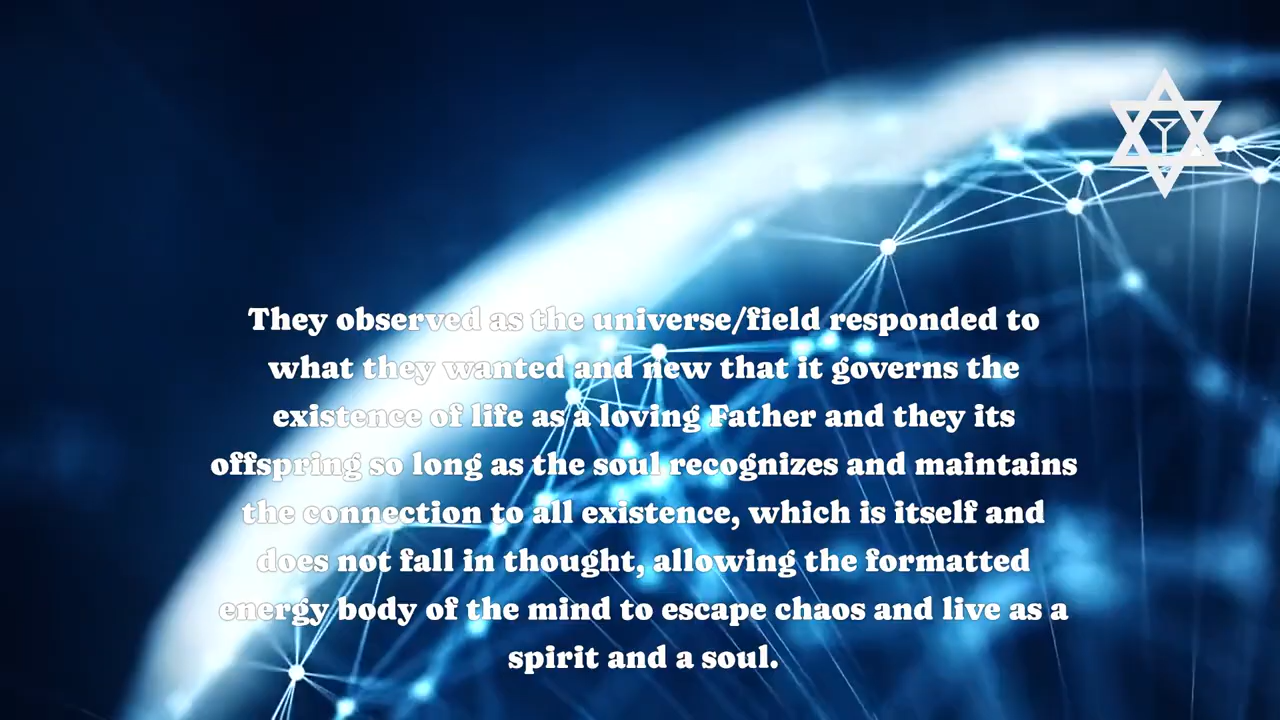 They observed as the universe/field responded to
what they wanted and new that it governs the
existence of life as a loving Father and they its
offspring so long as the soul recognizes and maintains
the connection to all existence, which is itself and
does not fall in thought, allowing the formatted
energy body of the mind to escape chaos and live as a
spirit and a soul.